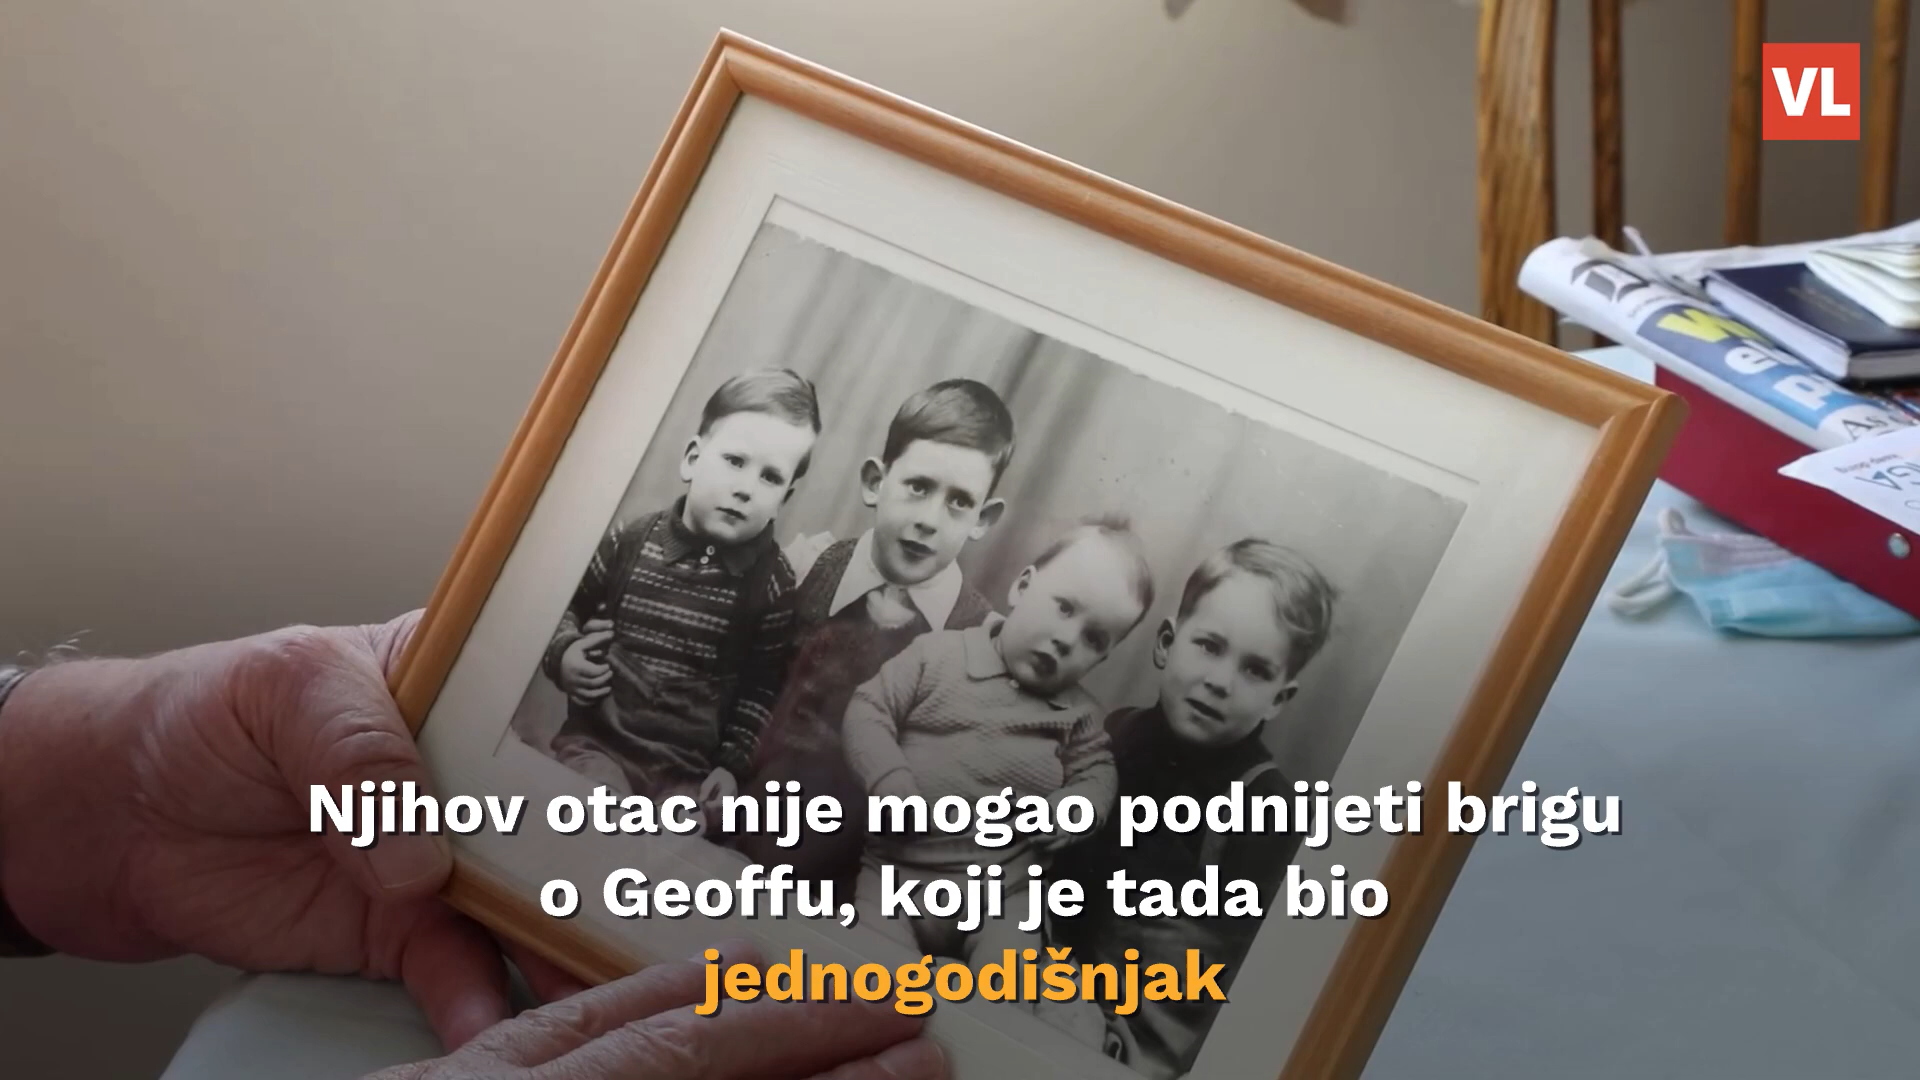 VL
Njihov otac nije mogao podnijeti brigu
o Geoffu, koji je tada bio
jednogodišnjak